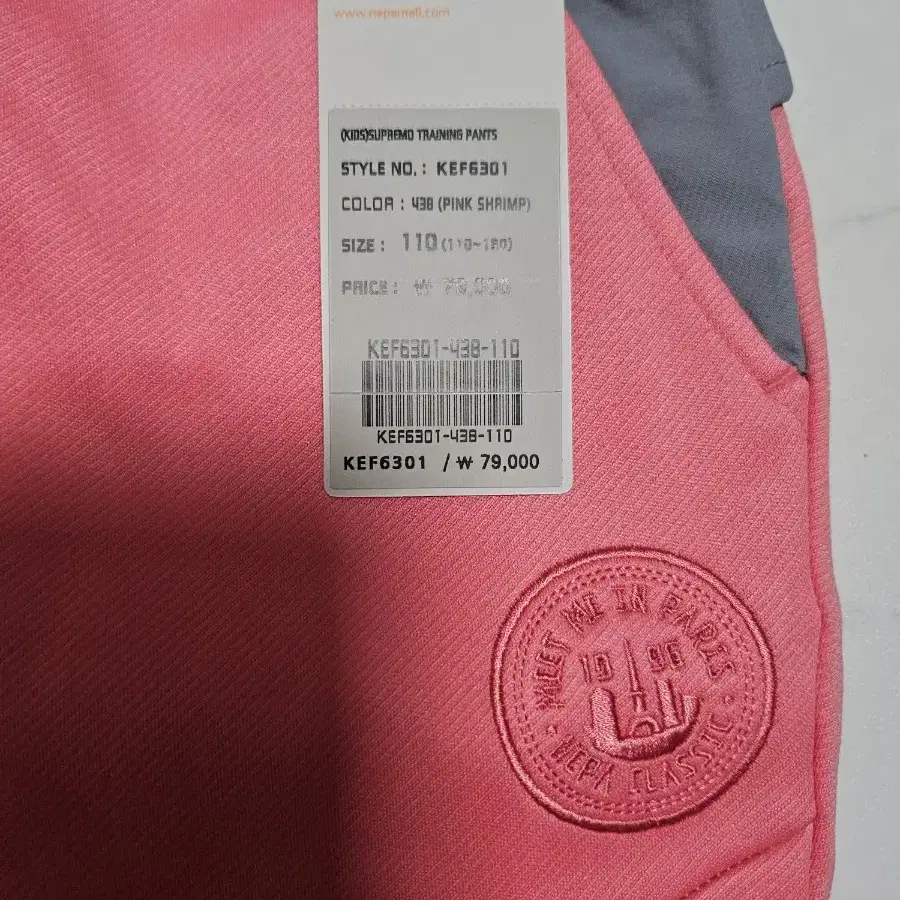 www.nepamall.com
(KIDS)SUPREMO TRAINING PANTS
STYLE NO. : KEF6301
COLOR : 438 (PINK SHRIMP)
SIZE : 110
PRICE : ₩ 79,000
KEF6301-438-110
KEF6301-438-110
KEF6301 / ₩ 79,000
MEET ME IN PARIS
1996
NEPA CLASSIC